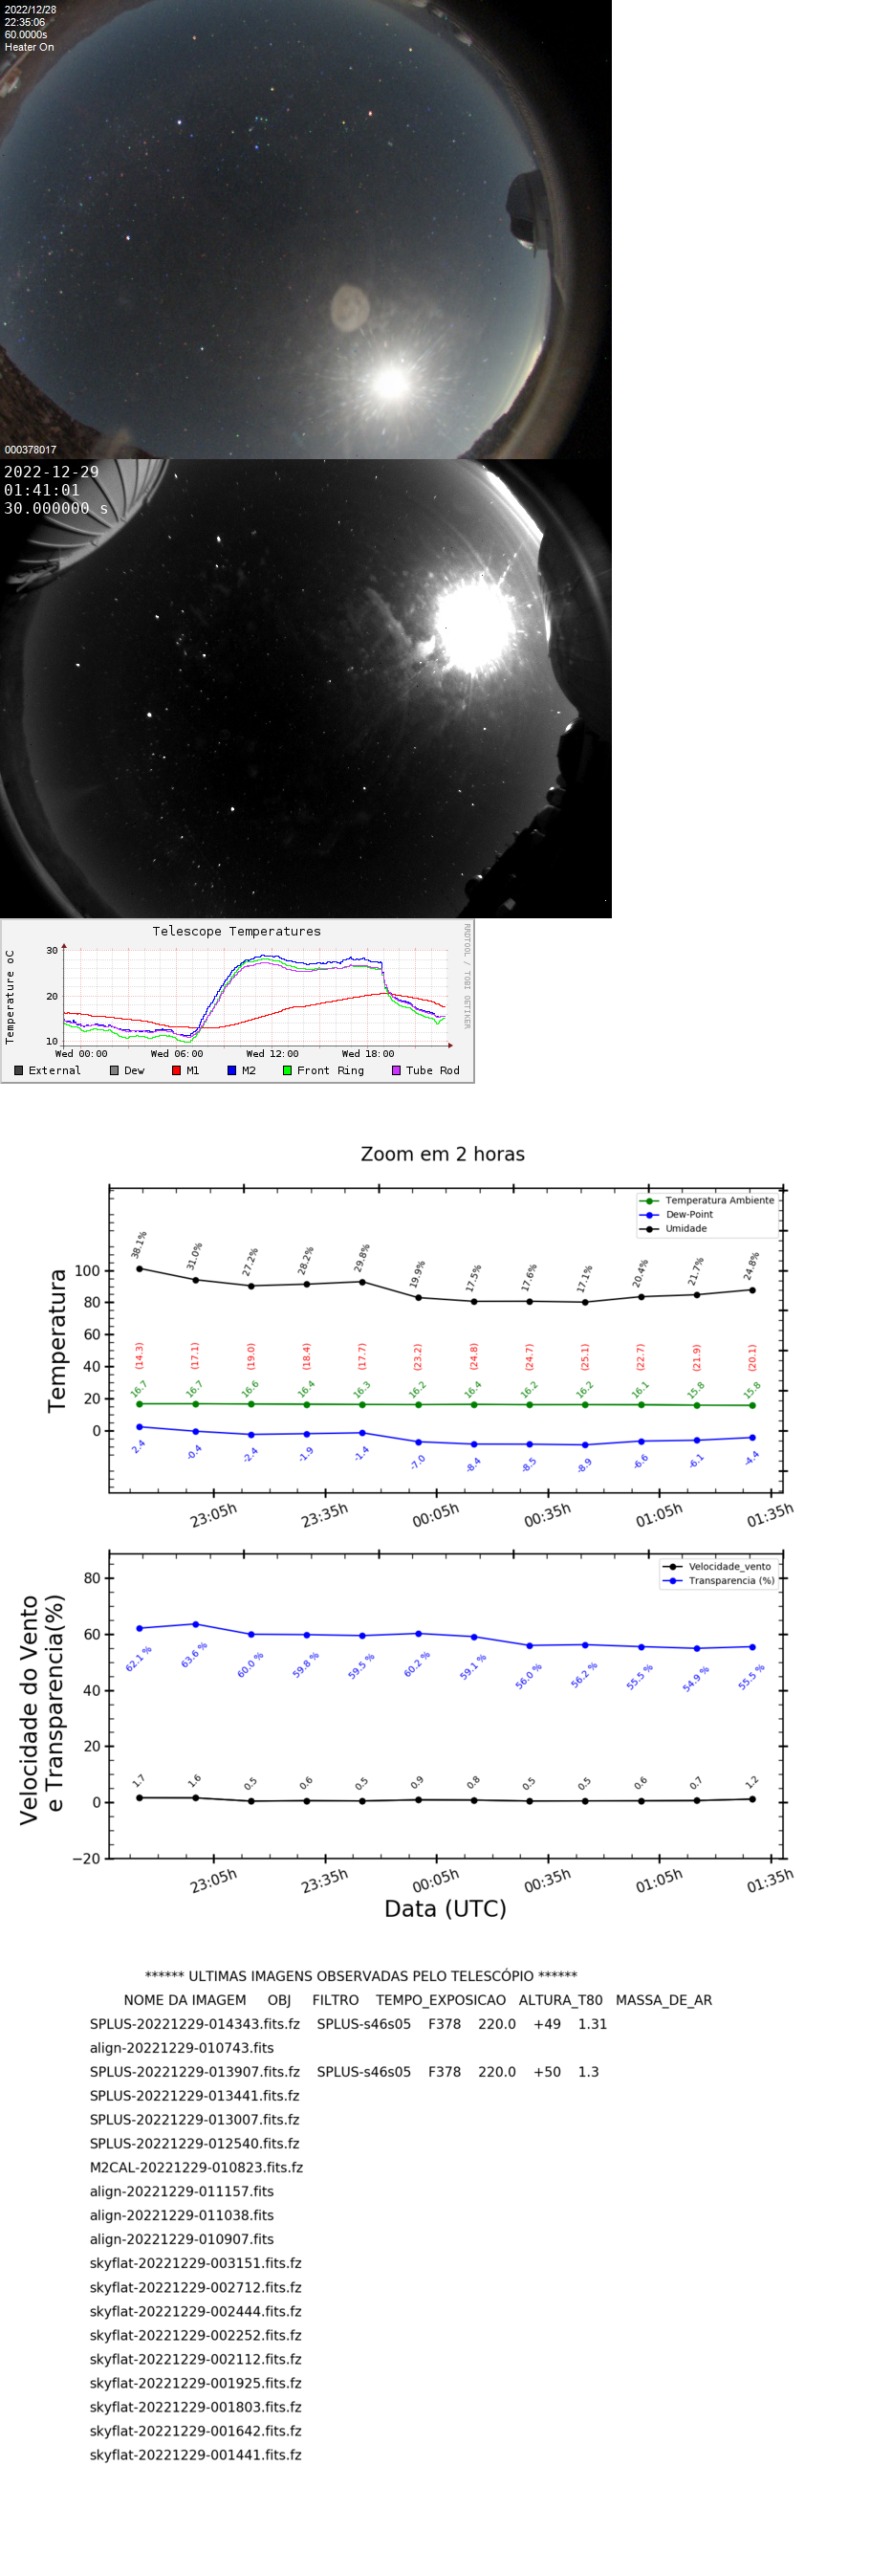 2022/12/28
22:35:06
60.0000s
Heater On
000378017
2022-12-29
01:41:01
30.000000 s
Telescope Temperatures
RRDTOOL / TOBI OETIKER
Temperature oC
30
20
10
Wed 00:00 Wed 06:00 Wed 12:00 Wed 18:00
External Dew M1 M2 Front Ring Tube Rod
Zoom em 2 horas
Temperatura Ambiente
Dew-Point
Umidade
Temperatura
100
80
60
40
20
0
38.1% 31.0% 27.2% 28.2% 29.8% 19.9% 17.5% 17.6% 17.1% 20.4% 21.7% 24.8%
(14.3) (17.1) (19.0) (18.4) (17.7) (23.2) (24.8) (24.7) (25.1) (22.7) (21.9) (20.1)
16.7 16.7 16.6 16.4 16.3 16.2 16.4 16.2 16.2 16.1 15.8 15.8
2.4 -0.4 -2.4 -1.9 -1.4 -7.0 -8.4 -8.5 -8.9 -6.6 -6.1 -4.4
23:05h 23:35h 00:05h 00:35h 01:05h 01:35h
Velocidade_vento
Transparencia (%)
Velocidade do Vento
e Transparencia(%)
80
60
40
20
0
−20
62.1 % 63.6 % 60.0 % 59.8 % 59.5 % 60.2 % 59.1 % 56.0 % 56.2 % 55.5 % 54.9 % 55.5 %
1.7 1.6 0.5 0.6 0.5 0.9 0.8 0.5 0.5 0.6 0.7 1.2
23:05h 23:35h 00:05h 00:35h 01:05h 01:35h
Data (UTC)
****** ULTIMAS IMAGENS OBSERVADAS PELO TELESCÓPIO ******
NOME DA IMAGEM OBJ FILTRO TEMPO_EXPOSICAO ALTURA_T80 MASSA_DE_AR
SPLUS-20221229-014343.fits.fz SPLUS-s46s05 F378 220.0 +49 1.31
align-20221229-010743.fits
SPLUS-20221229-013907.fits.fz SPLUS-s46s05 F378 220.0 +50 1.3
SPLUS-20221229-013441.fits.fz
SPLUS-20221229-013007.fits.fz
SPLUS-20221229-012540.fits.fz
M2CAL-20221229-010823.fits.fz
align-20221229-011157.fits
align-20221229-011038.fits
align-20221229-010907.fits
skyflat-20221229-003151.fits.fz
skyflat-20221229-002712.fits.fz
skyflat-20221229-002444.fits.fz
skyflat-20221229-002252.fits.fz
skyflat-20221229-002112.fits.fz
skyflat-20221229-001925.fits.fz
skyflat-20221229-001803.fits.fz
skyflat-20221229-001642.fits.fz
skyflat-20221229-001441.fits.fz